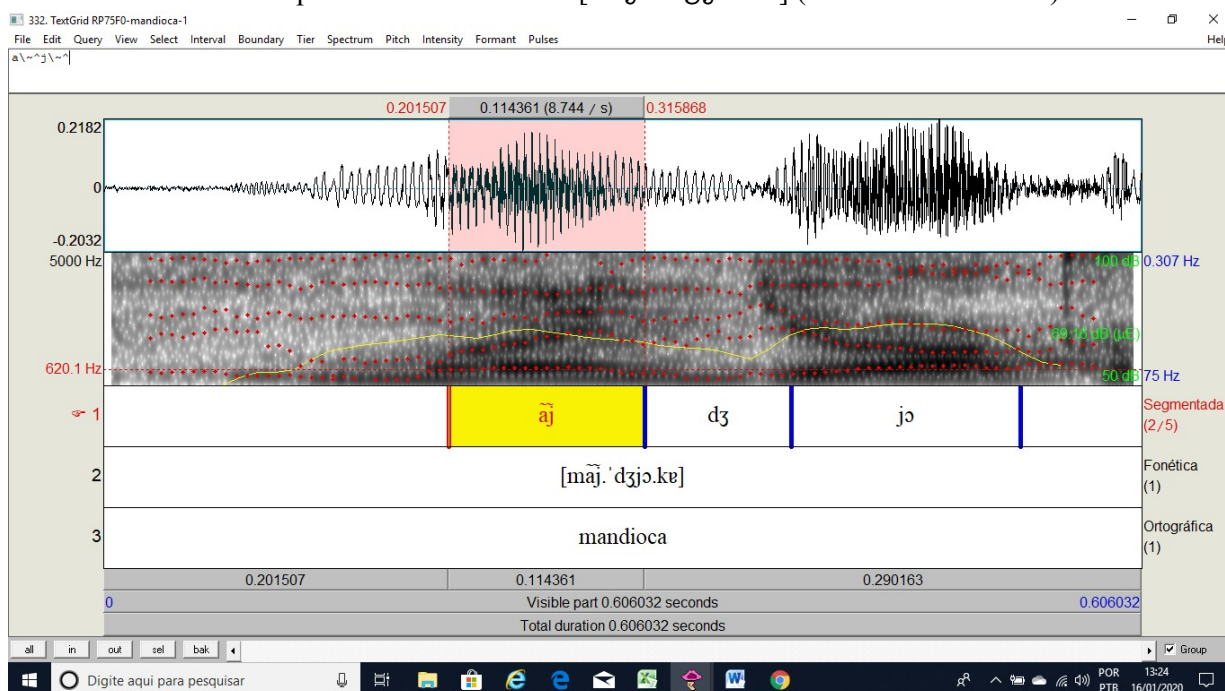 332. TextGrid RP75F0-mandioca-1
File Edit Query View Select Interval Boundary Tier Spectrum Pitch Intensity Formant Pulses Help
a\~^j\~^
0.201507 0.114361 (8.744 / s) 0.315868
0.2182
0
-0.2032
5000 Hz 100 dB 0.307 Hz
69.10 dB (µE)
620.1 Hz
50 dB 75 Hz
1 ãj̃ dʒ jɔ Segmentada (2/5)
2 [mãj̃.ˈdʒjɔ.kɐ] Fonética (1)
3 mandioca Ortográfica (1)
0.201507 0.114361 0.290163
0 Visible part 0.606032 seconds 0.606032
Total duration 0.606032 seconds
all in out sel bak Group
Digite aqui para pesquisar POR 13:24
PTB 16/01/2020